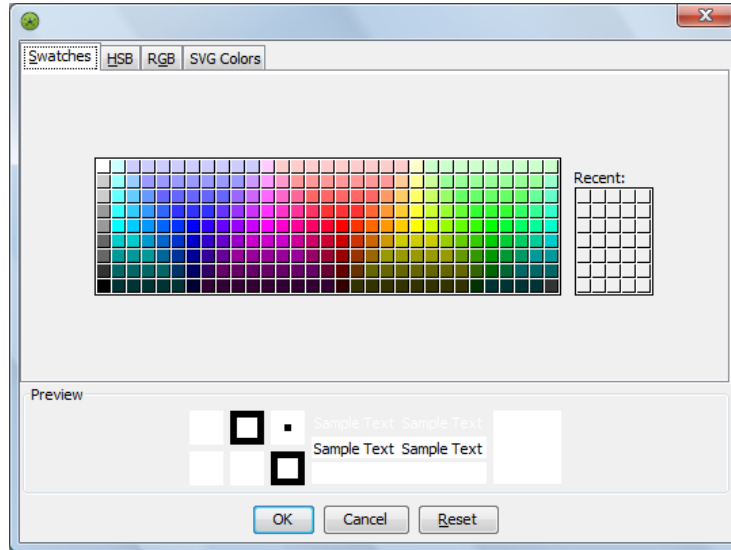 Swatches HSB RGB SVG Colors
Recent:
Preview
Sample Text Sample Text
Sample Text Sample Text
OK Cancel Reset